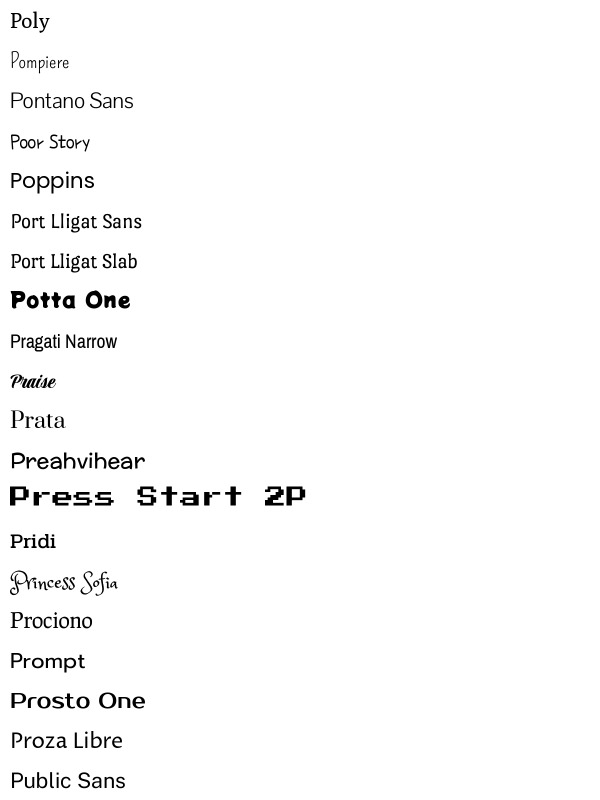 Poly
Pompiere
Pontano Sans
Poor Story
Poppins
Port Lligat Sans
Port Lligat Slab
Potta One
Pragati Narrow
Praise
Prata
Preahvihear
Press Start 2P
Pridi
Princess Sofia
Prociono
Prompt
Prosto One
Proza Libre
Public Sans